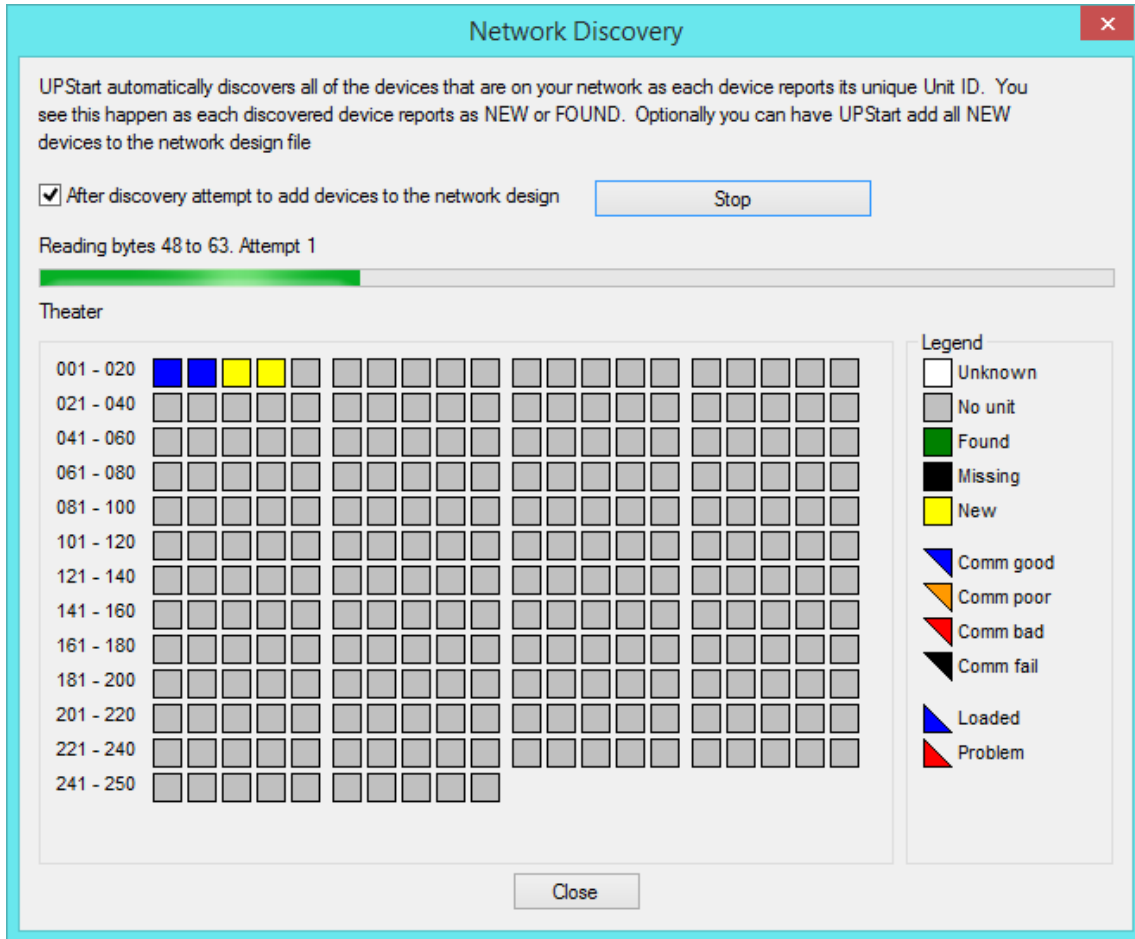 Network Discovery
UPStart automatically discovers all of the devices that are on your network as each device reports its unique Unit ID.  You
see this happen as each discovered device reports as NEW or FOUND.  Optionally you can have UPStart add all NEW
devices to the network design file
After discovery attempt to add devices to the network design
Stop
Reading bytes 48 to 63. Attempt 1
Theater
001 - 020
021 - 040
041 - 060
061 - 080
081 - 100
101 - 120
121 - 140
141 - 160
161 - 180
181 - 200
201 - 220
221 - 240
241 - 250
Legend
Unknown
No unit
Found
Missing
New
Comm good
Comm poor
Comm bad
Comm fail
Loaded
Problem
Close